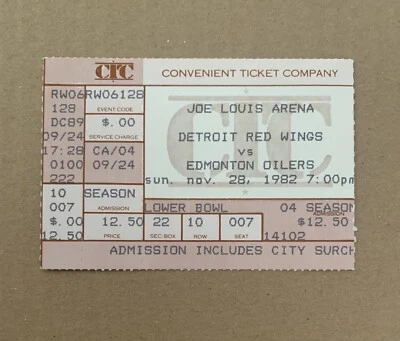 CTC CONVENIENT TICKET COMPANY
RW06 RW06128 JOE LOUIS ARENA
128 EVENT CODE
DC89 $.00 DETROIT RED WINGS
09/24 SERVICE CHARGE vs
17:28 CA/04 EDMONTON OILERS
0100 09/24
222 sun. nov. 28, 1982 7:00pm
10 SEASON LOWER BOWL 04 SEASON
007 ADMISSION ADMISSION
$.00 12.50 22 10 007 $12.50
12.50 PRICE SEC/BOX ROW SEAT 14102
ADMISSION INCLUDES CITY SURCH